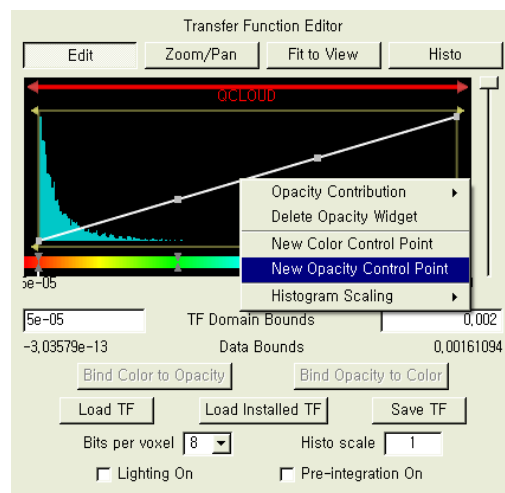 Transfer Function Editor
Edit Zoom/Pan Fit to View Histo
QCLOUD
Opacity Contribution
Delete Opacity Widget
New Color Control Point
New Opacity Control Point
Histogram Scaling
5e-05 TF Domain Bounds 0,002
-3,03579e-13 Data Bounds 0,00161094
Bind Color to Opacity Bind Opacity to Color
Load TF Load Installed TF Save TF
Bits per voxel 8 Histo scale 1
Lighting On Pre-integration On